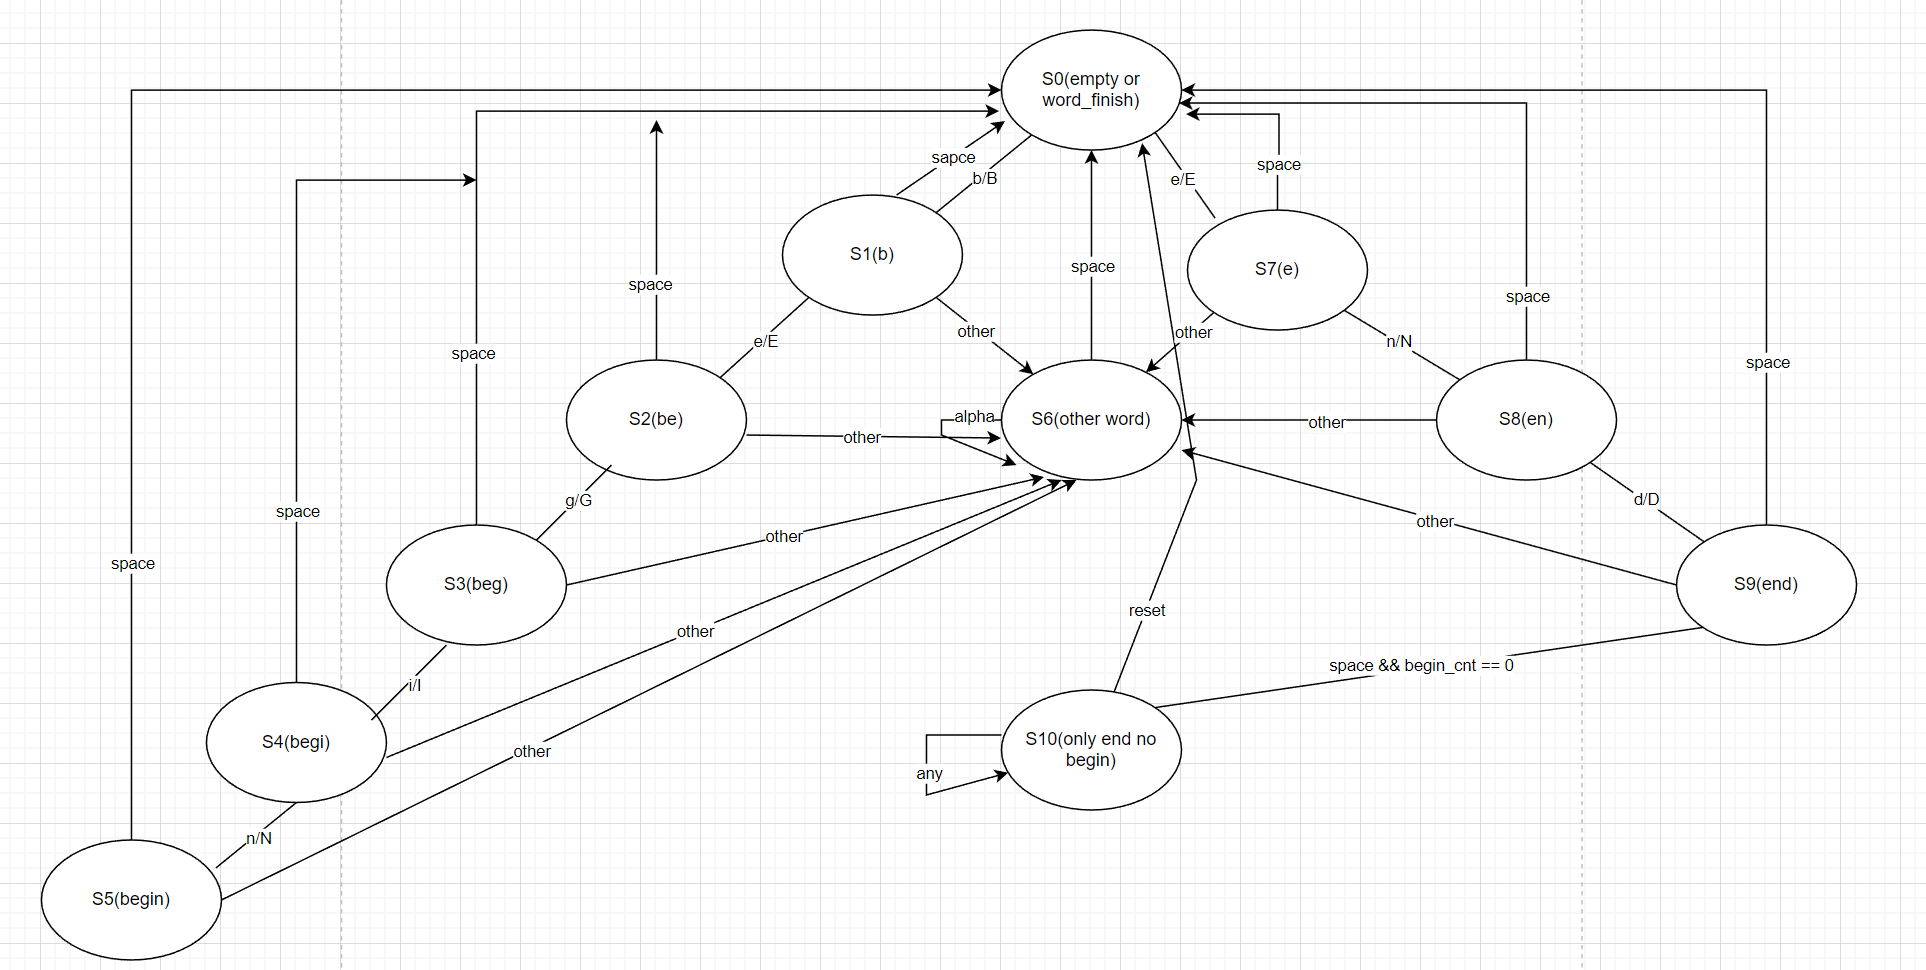 S0(empty or
word_finish)
sapce
b/B
e/E
space
S1(b)
S7(e)
space
space
space
other
other
e/E
n/N
space
space
S2(be)
alpha
S6(other word)
S8(en)
other
other
g/G
d/D
space
other
other
S3(beg)
S9(end)
space
reset
other
space && begin_cnt == 0
i/I
S4(begi)
S10(only end no
begin)
other
any
n/N
S5(begin)